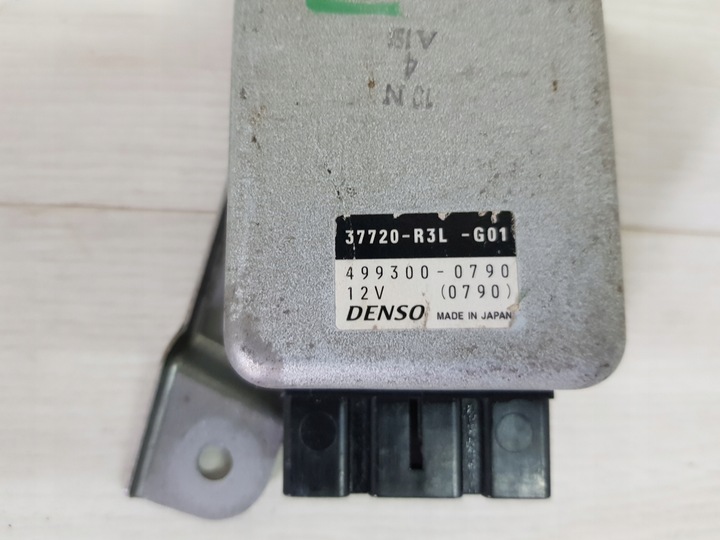 37720-R3L -G01
499300-0790
12V (0790)
DENSO MADE IN JAPAN